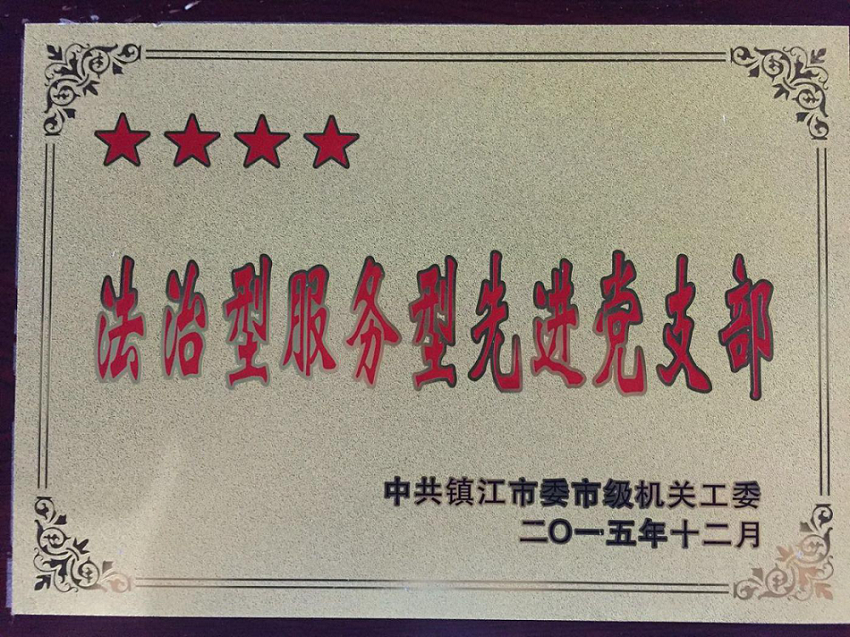 法治型服务型先进党支部
中共镇江市委市级机关工委
二〇一五年十二月